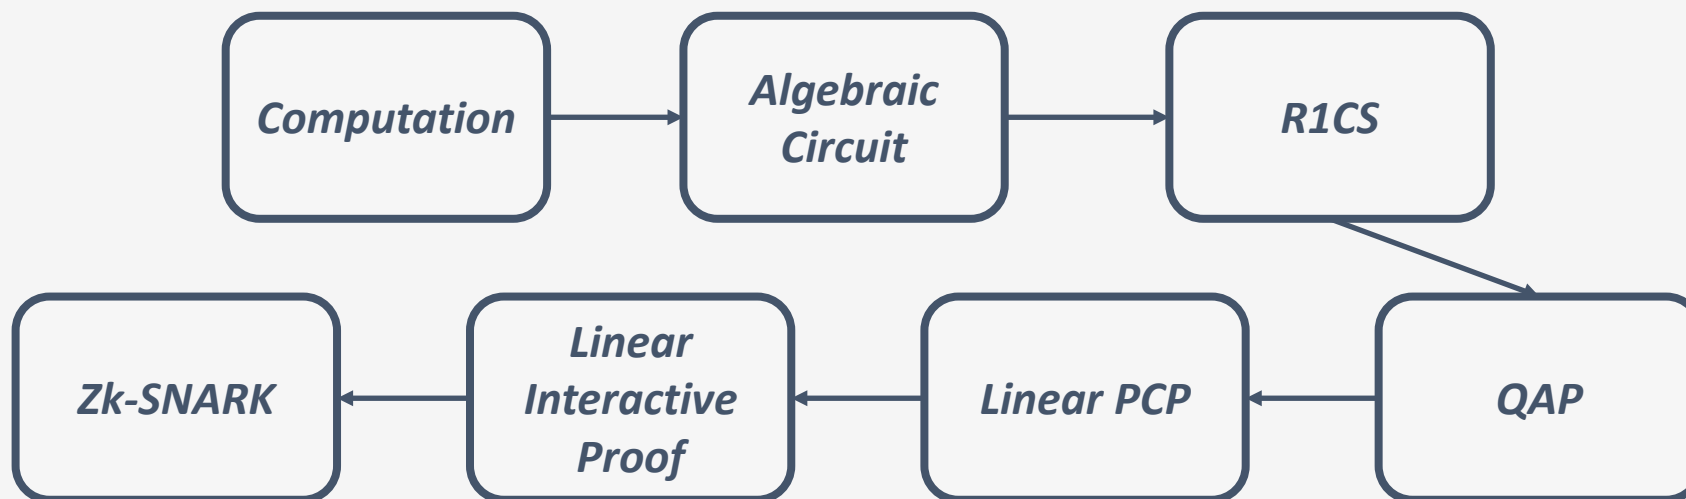 Computation
Algebraic
Circuit
R1CS
Zk-SNARK
Linear
Interactive
Proof
Linear PCP
QAP